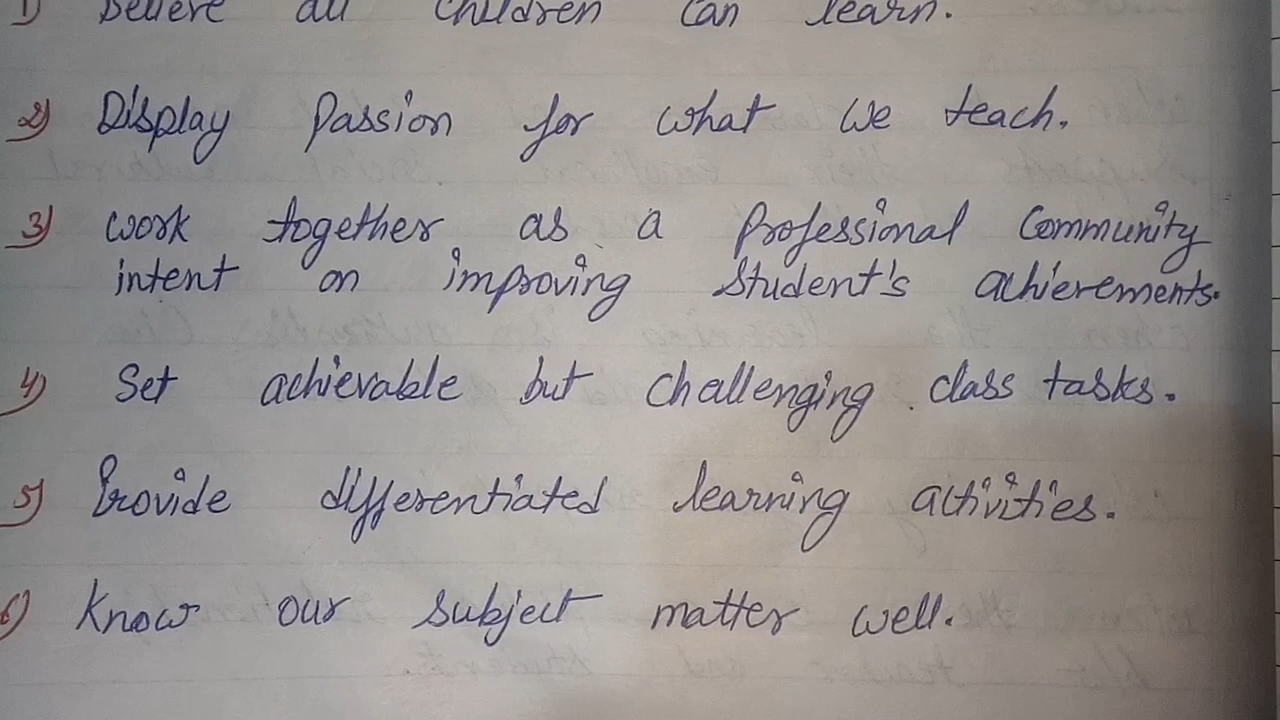 1) Believe all children can learn.
2) Display Passion for what we teach.
3) work together as a Professional Community
intent on improving student's achievements.
4) Set achievable but challenging class tasks.
5) Provide differentiated learning activities.
6) Know our subject matter well.